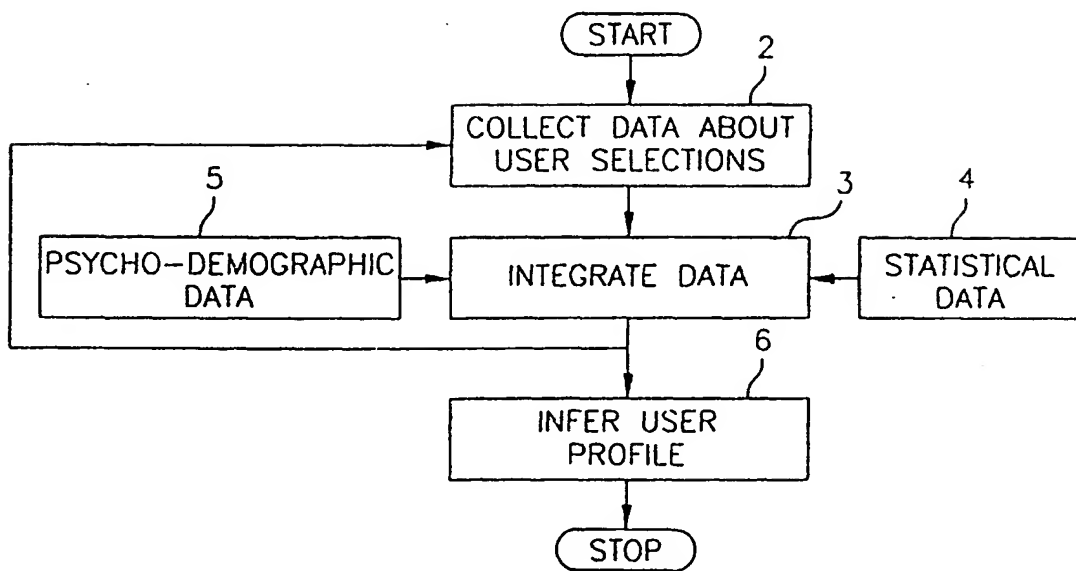 START
2
COLLECT DATA ABOUT
USER SELECTIONS
5
3
4
PSYCHO-DEMOGRAPHIC
DATA
INTEGRATE DATA
STATISTICAL
DATA
6
INFER USER
PROFILE
STOP